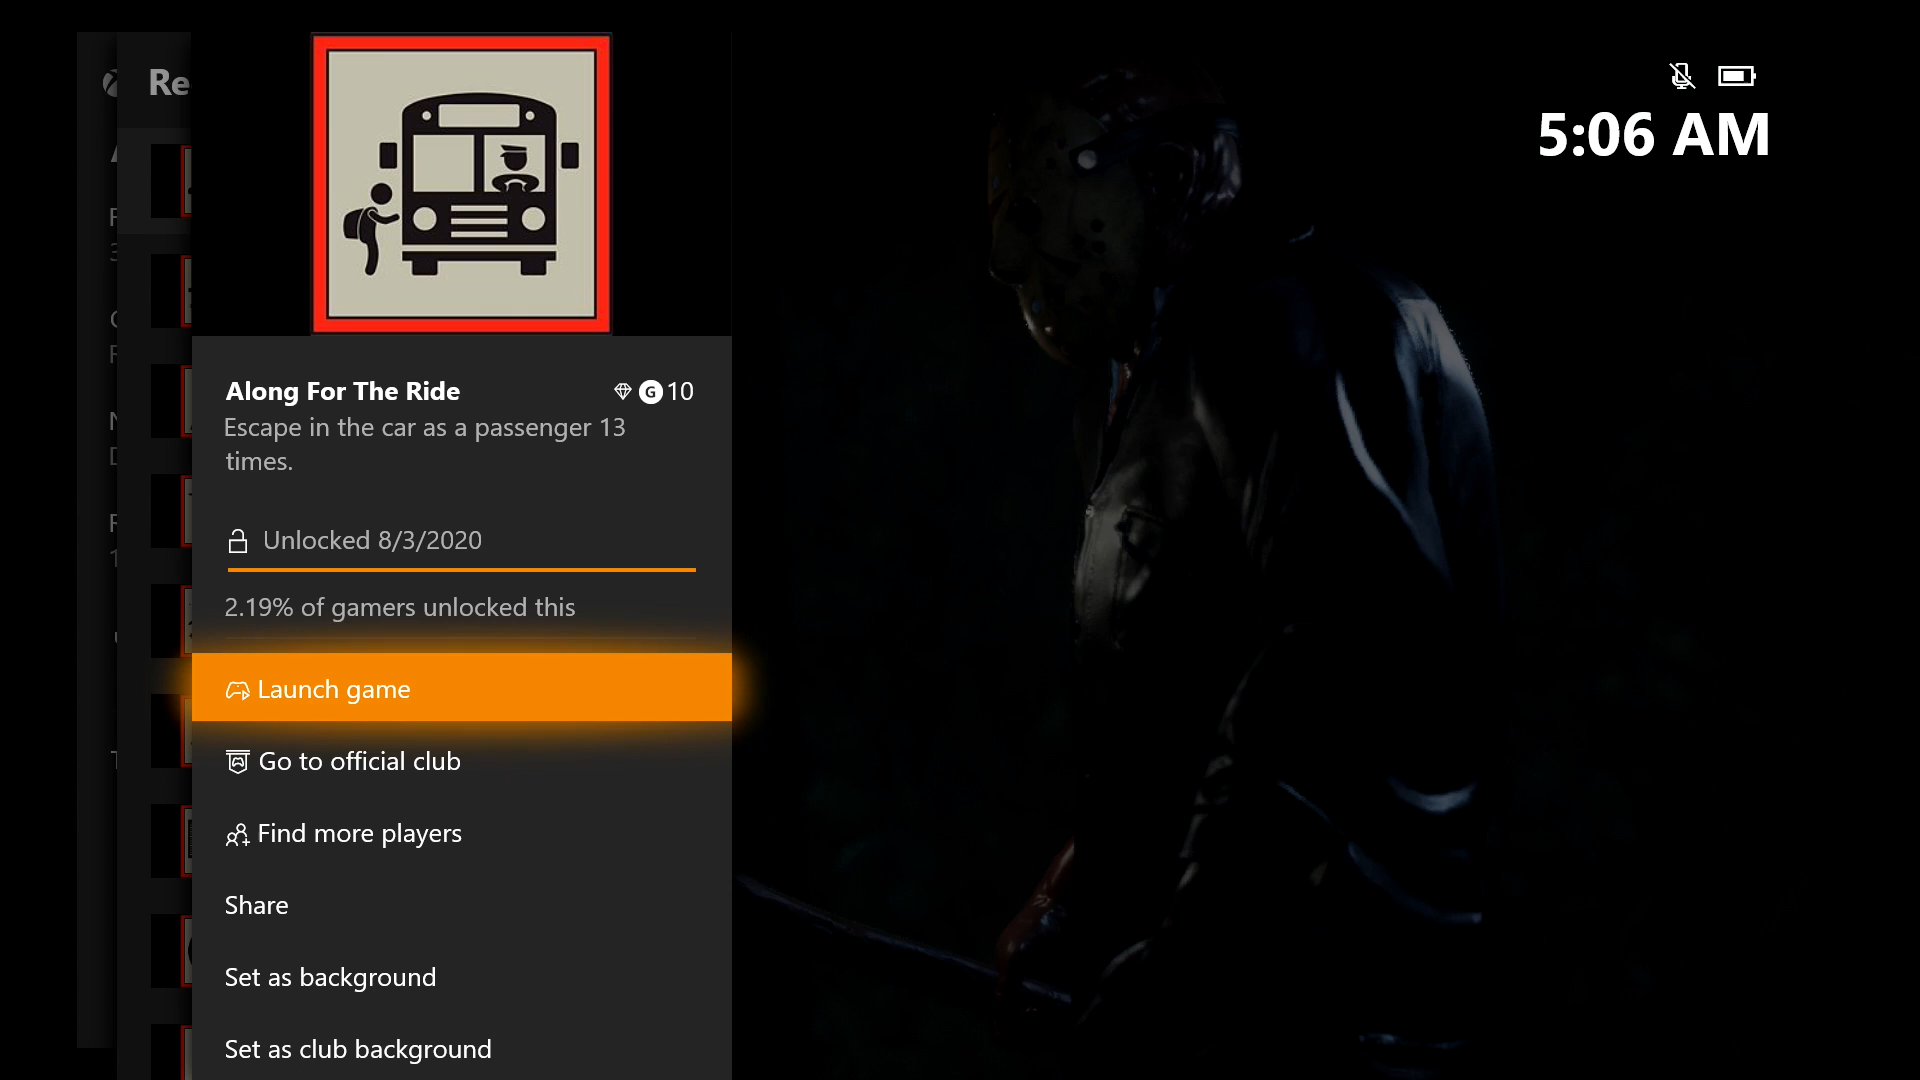 Re
5:06 AM
Along For The Ride
G 10
Escape in the car as a passenger 13
times.
Unlocked 8/3/2020
2.19% of gamers unlocked this
Launch game
Go to official club
Find more players
Share
Set as background
Set as club background